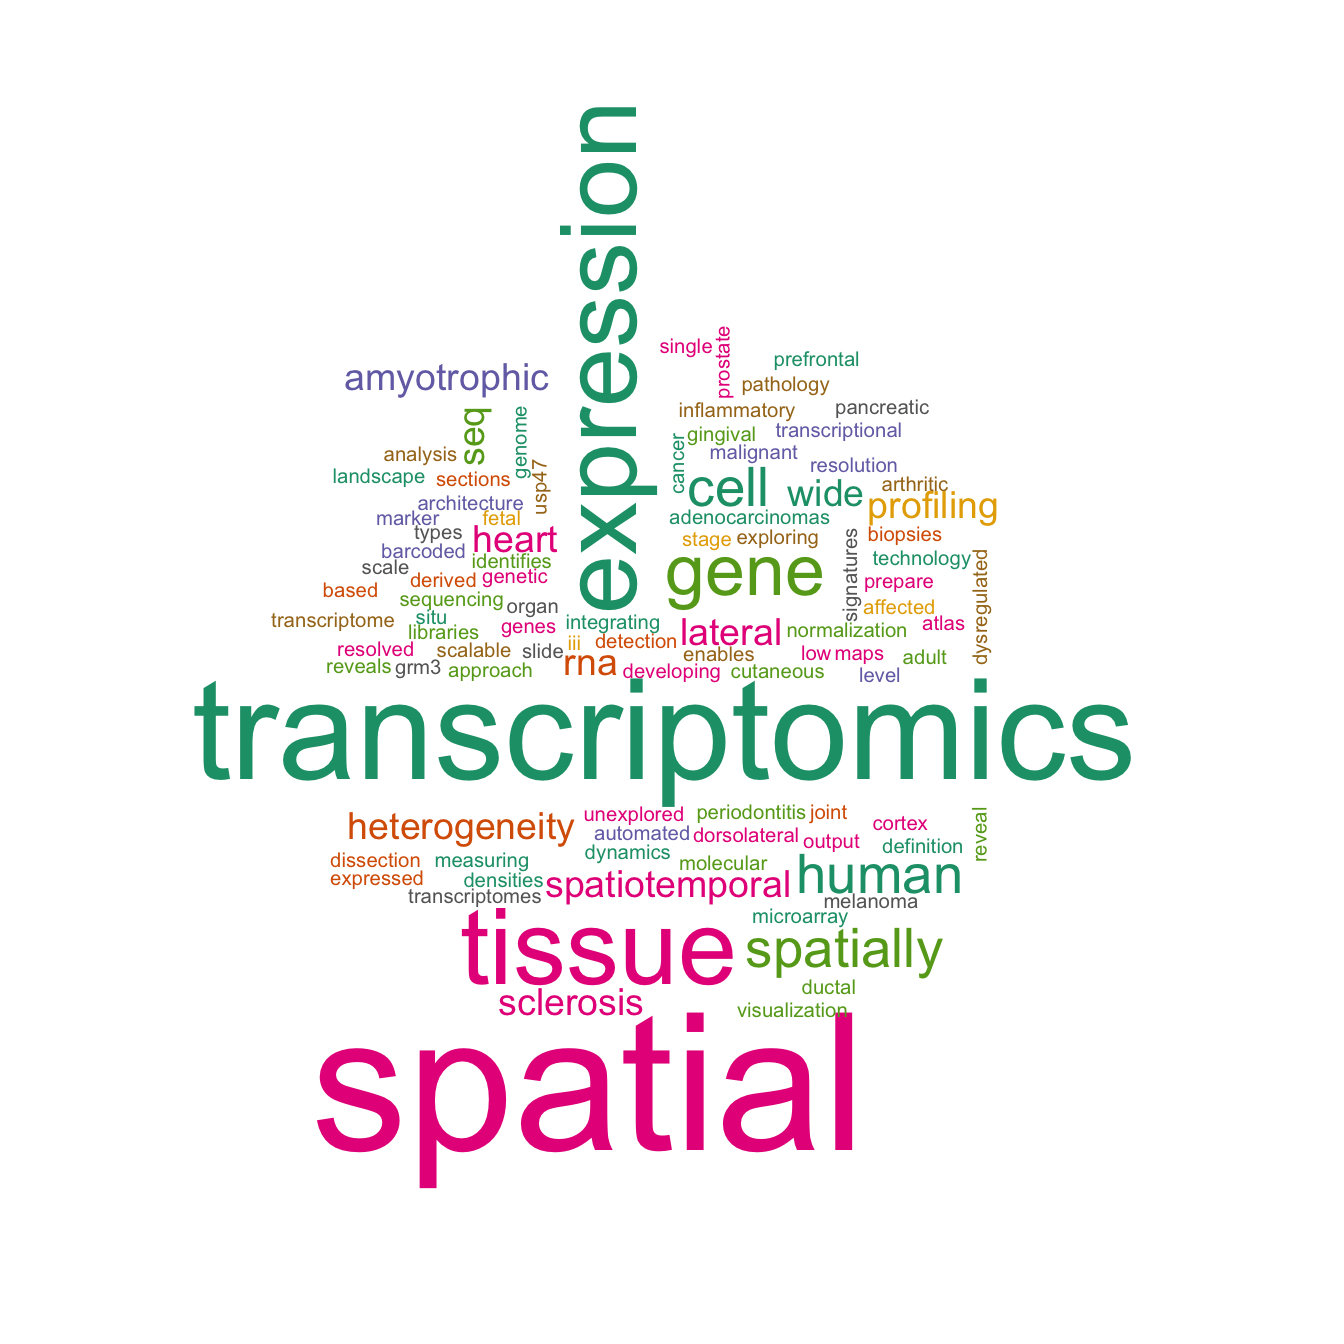 expression
single
prostate
prefrontal
amyotrophic
pathology
inflammatory
pancreatic
seq
genome
gingival
transcriptional
cancer
malignant
analysis
resolution
landscape
sections
usp47
cell
wide
arthritic
profiling
architecture
marker
fetal
adenocarcinomas
types
heart
stage
exploring
signatures
biopsies
barcoded
identifies
gene
technology
dysregulated
scale
derived
genetic
prepare
based
sequencing
organ
affected
transcriptome
situ
integrating
libraries
genes
lateral
normalization
atlas
resolved
scalable
slide
iii
detection
enables
low
maps
adult
reveals
grm3
approach
rna
developing
cutaneous
level
transcriptomics
heterogeneity
unexplored
periodontitis
joint
cortex
reveal
automated
dorsolateral
output
definition
dissection
measuring
dynamics
molecular
human
expressed
densities
spatiotemporal
transcriptomes
melanoma
tissue
microarray
spatially
sclerosis
ductal
visualization
spatial